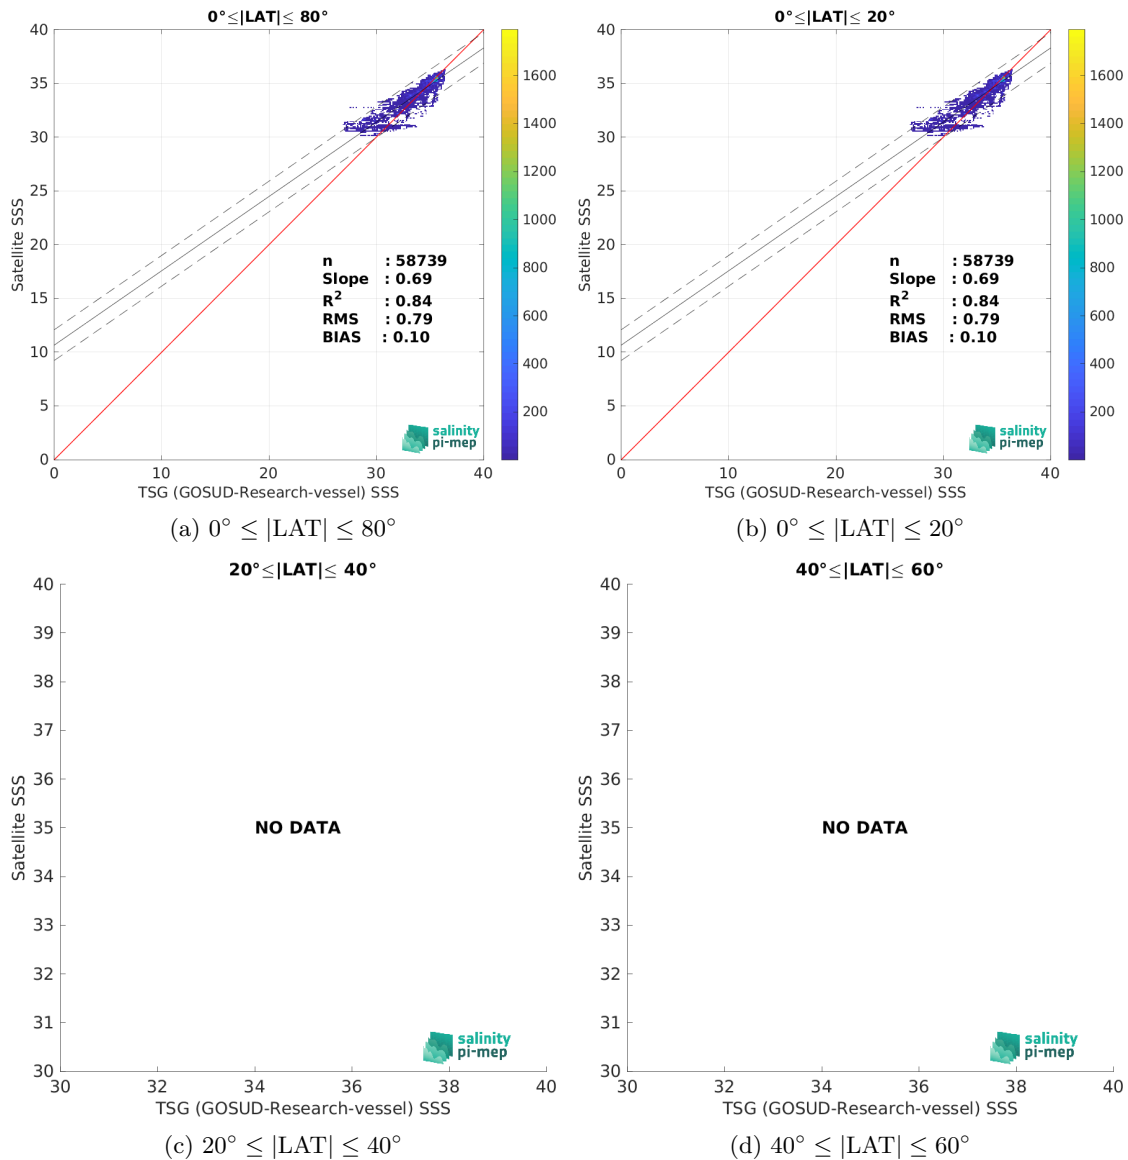 0°≤|LAT|≤ 80°
40
35
30
25
20
15
10
5
0
Satellite SSS
n : 58739
Slope : 0.69
R² : 0.84
RMS : 0.79
BIAS : 0.10
salinity
pi-mep
0 10 20 30 40
TSG (GOSUD-Research-vessel) SSS
1600
1400
1200
1000
800
600
400
200
(a) 0° ≤ |LAT| ≤ 80°
0°≤|LAT|≤ 20°
40
35
30
25
20
15
10
5
0
Satellite SSS
n : 58739
Slope : 0.69
R² : 0.84
RMS : 0.79
BIAS : 0.10
salinity
pi-mep
0 10 20 30 40
TSG (GOSUD-Research-vessel) SSS
1600
1400
1200
1000
800
600
400
200
(b) 0° ≤ |LAT| ≤ 20°
20°≤|LAT|≤ 40°
40
39
38
37
36
35
34
33
32
31
30
Satellite SSS
NO DATA
salinity
pi-mep
30 32 34 36 38 40
TSG (GOSUD-Research-vessel) SSS
(c) 20° ≤ |LAT| ≤ 40°
40°≤|LAT|≤ 60°
40
39
38
37
36
35
34
33
32
31
30
Satellite SSS
NO DATA
salinity
pi-mep
30 32 34 36 38 40
TSG (GOSUD-Research-vessel) SSS
(d) 40° ≤ |LAT| ≤ 60°